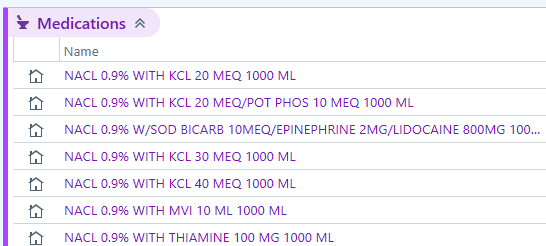 Medications
Name
NACL 0.9% WITH KCL 20 MEQ 1000 ML
NACL 0.9% WITH KCL 20 MEQ/POT PHOS 10 MEQ 1000 ML
NACL 0.9% W/SOD BICARB 10MEQ/EPINEPHRINE 2MG/LIDOCAINE 800MG 100...
NACL 0.9% WITH KCL 30 MEQ 1000 ML
NACL 0.9% WITH KCL 40 MEQ 1000 ML
NACL 0.9% WITH MVI 10 ML 1000 ML
NACL 0.9% WITH THIAMINE 100 MG 1000 ML